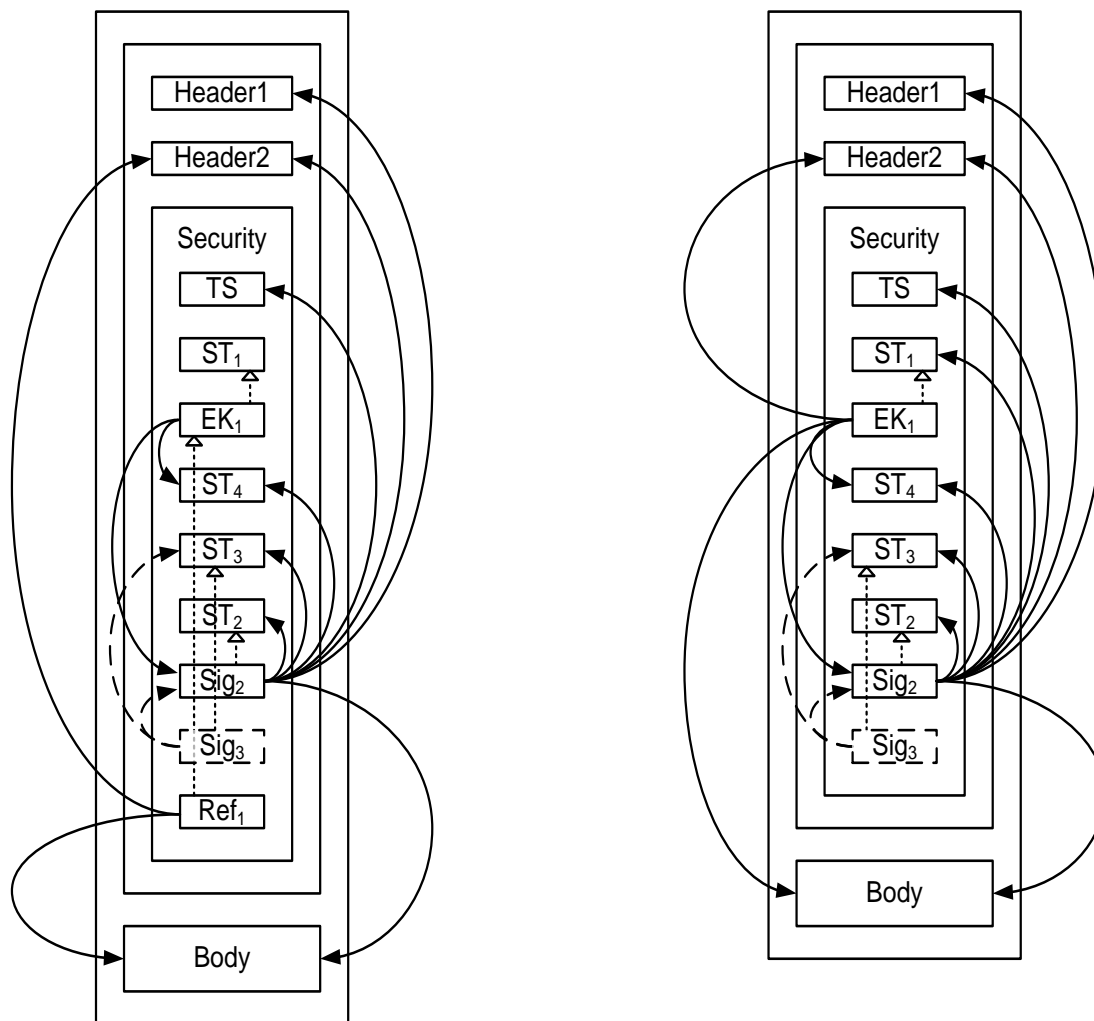 Header1
Header2
Security
TS
ST₁
EK₁
ST₄
ST₃
ST₂
Sig₂
Sig₃
Ref₁
Body
Header1
Header2
Security
TS
ST₁
EK₁
ST₄
ST₃
ST₂
Sig₂
Sig₃
Body